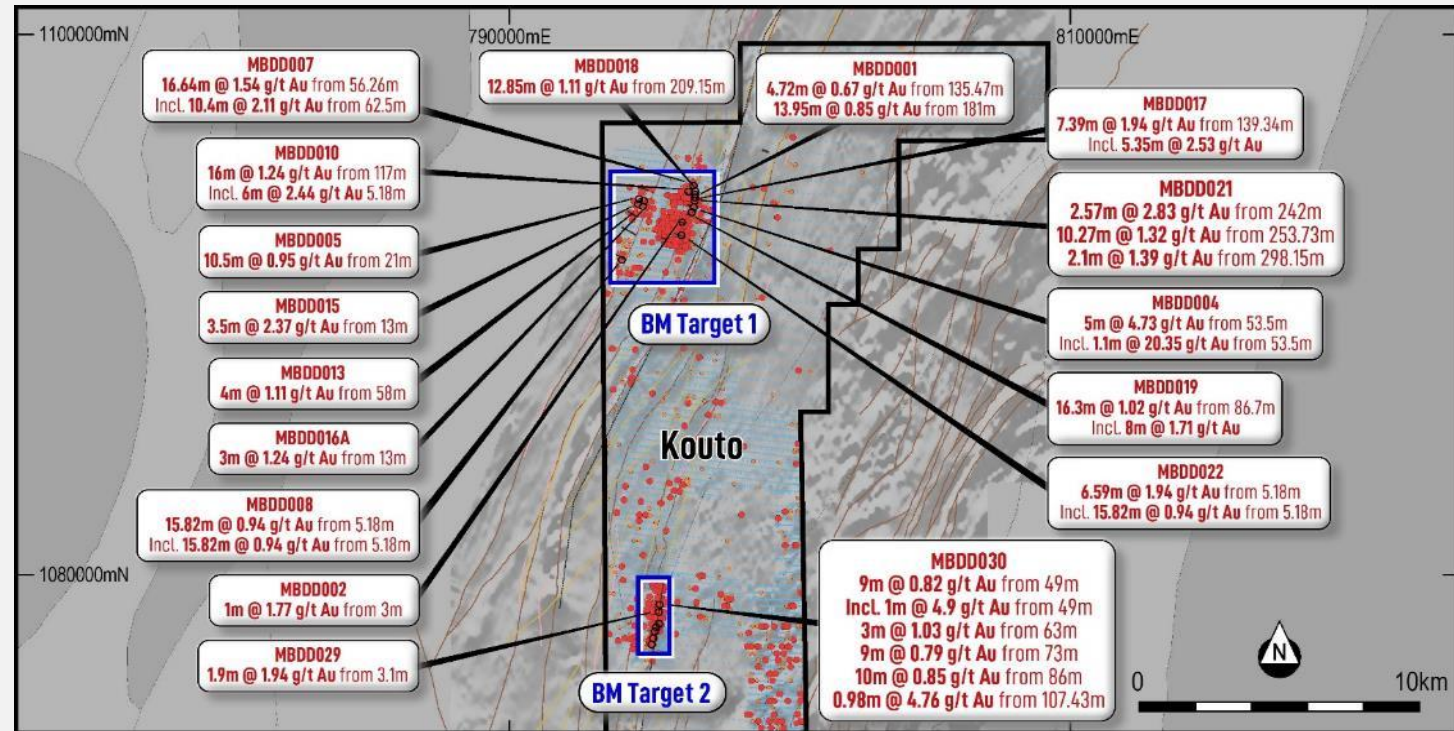 1100000mN
790000mE
810000mE
MBDD007
16.64m @ 1.54 g/t Au from 56.26m
Incl. 10.4m @ 2.11 g/t Au from 62.5m
MBDD018
12.85m @ 1.11 g/t Au from 209.15m
MBDD001
4.72m @ 0.67 g/t Au from 135.47m
13.95m @ 0.85 g/t Au from 181m
MBDD017
7.39m @ 1.94 g/t Au from 139.34m
Incl. 5.35m @ 2.53 g/t Au
MBDD010
16m @ 1.24 g/t Au from 117m
Incl. 6m @ 2.44 g/t Au 5.18m
MBDD021
2.57m @ 2.83 g/t Au from 242m
10.27m @ 1.32 g/t Au from 253.73m
2.1m @ 1.39 g/t Au from 298.15m
MBDD005
10.5m @ 0.95 g/t Au from 21m
MBDD015
3.5m @ 2.37 g/t Au from 13m
BM Target 1
MBDD004
5m @ 4.73 g/t Au from 53.5m
Incl. 1.1m @ 20.35 g/t Au from 53.5m
MBDD013
4m @ 1.11 g/t Au from 58m
MBDD019
16.3m @ 1.02 g/t Au from 86.7m
Incl. 8m @ 1.71 g/t Au
MBDD016A
3m @ 1.24 g/t Au from 13m
Kouto
MBDD022
6.59m @ 1.94 g/t Au from 5.18m
Incl. 15.82m @ 0.94 g/t Au from 5.18m
MBDD008
15.82m @ 0.94 g/t Au from 5.18m
Incl. 15.82m @ 0.94 g/t Au from 5.18m
1080000mN
MBDD002
1m @ 1.77 g/t Au from 3m
MBDD030
9m @ 0.82 g/t Au from 49m
Incl. 1m @ 4.9 g/t Au from 49m
3m @ 1.03 g/t Au from 63m
9m @ 0.79 g/t Au from 73m
10m @ 0.85 g/t Au from 86m
0.98m @ 4.76 g/t Au from 107.43m
MBDD029
1.9m @ 1.94 g/t Au from 3.1m
BM Target 2
N
0
10km